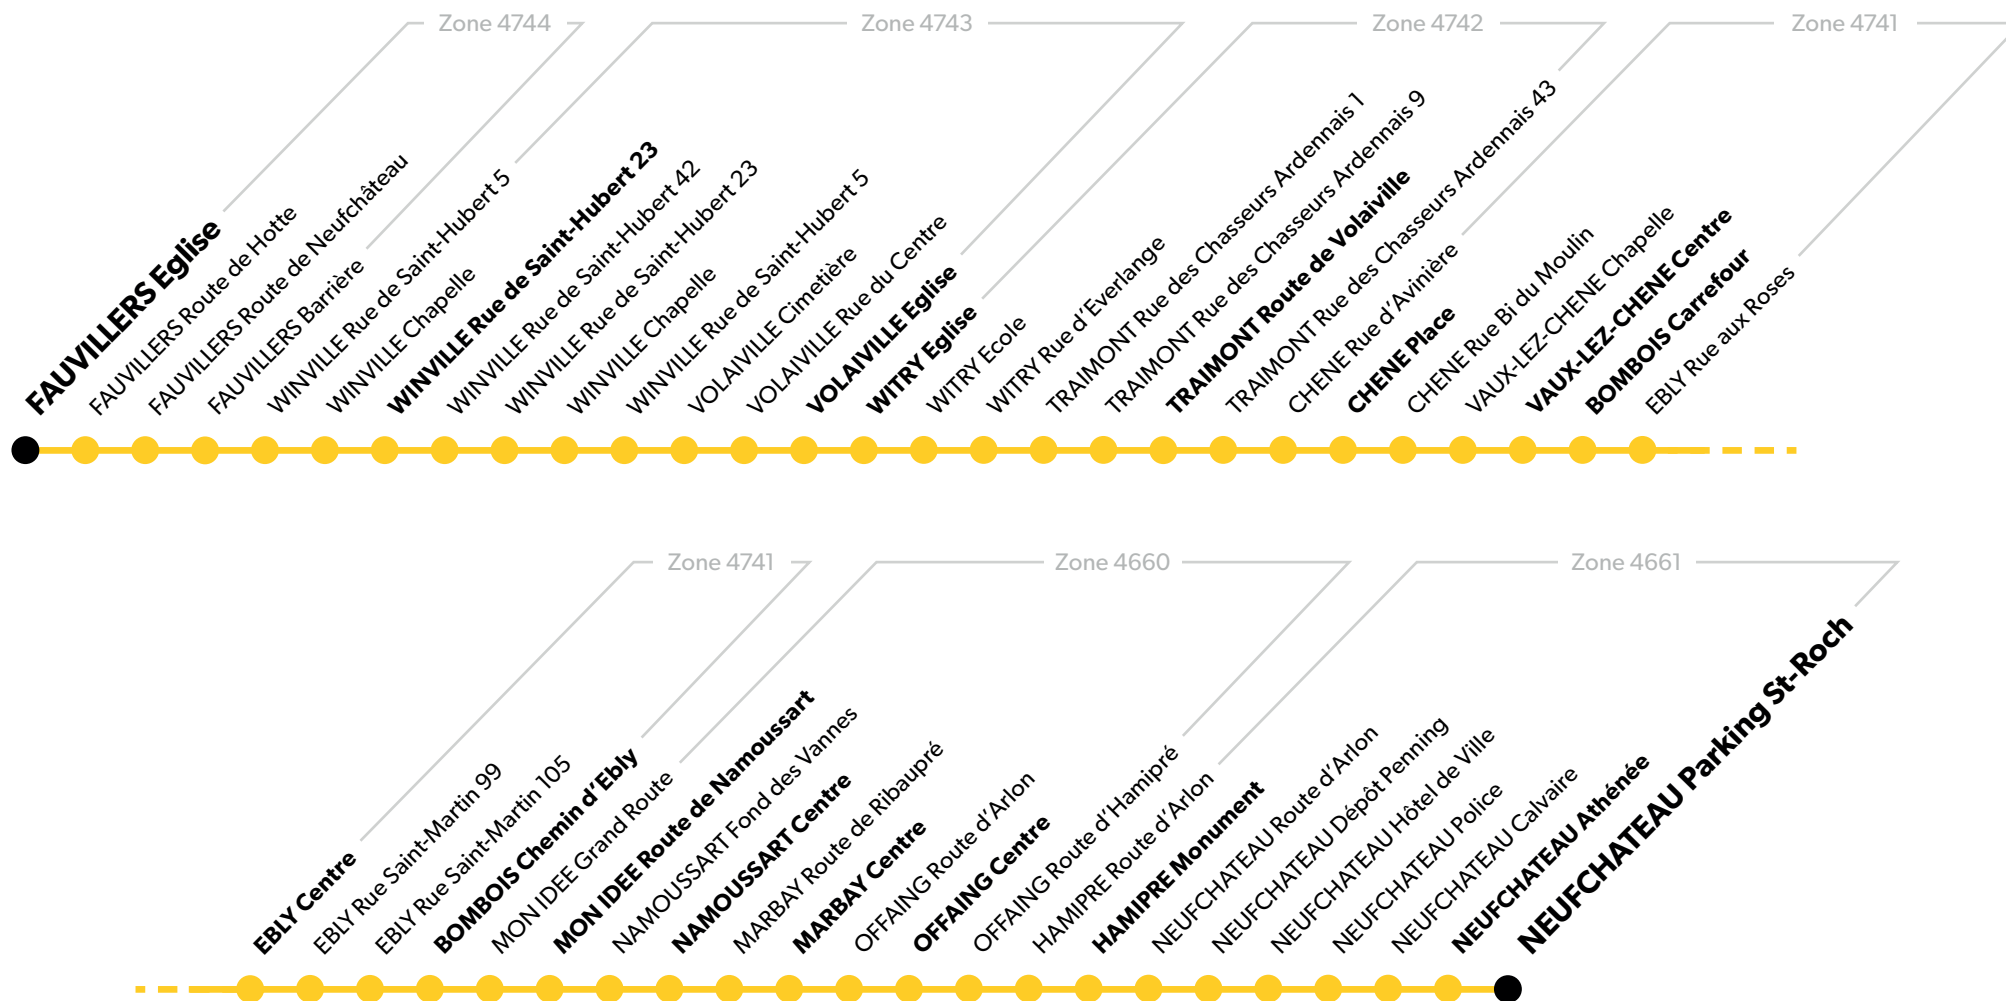 Zone 4744
Zone 4743
Zone 4742
Zone 4741
FAUVILLERS Eglise
FAUVILLERS Route de Hotte
FAUVILLERS Route de Neufchâteau
FAUVILLERS Barrière
WINVILLE Rue de Saint-Hubert 5
WINVILLE Chapelle
WINVILLE Rue de Saint-Hubert 23
WINVILLE Rue de Saint-Hubert 42
WINVILLE Rue de Saint-Hubert 23
WINVILLE Chapelle
WINVILLE Rue de Saint-Hubert 5
VOLAIVILLE Cimetière
VOLAIVILLE Rue du Centre
VOLAIVILLE Eglise
WITRY Eglise
WITRY Ecole
WITRY Rue d'Everlange
TRAIMONT Rue des Chasseurs Ardennais 1
TRAIMONT Rue des Chasseurs Ardennais 9
TRAIMONT Route de Volaiville
TRAIMONT Rue des Chasseurs Ardennais 43
CHENE Rue d'Avinière
CHENE Place
CHENE Rue Bi du Moulin
VAUX-LEZ-CHENE Chapelle
VAUX-LEZ-CHENE Centre
BOMBOIS Carrefour
EBLY Rue aux Roses
Zone 4741
Zone 4660
Zone 4661
EBLY Centre
EBLY Rue Saint-Martin 99
EBLY Rue Saint-Martin 105
BOMBOIS Chemin d'Ebly
MON IDEE Grand Route
MON IDEE Route de Namoussart
NAMOUSSART Fond des Vannes
NAMOUSSART Centre
MARBAY Route de Ribaupré
MARBAY Centre
OFFAING Route d'Arlon
OFFAING Centre
OFFAING Route d'Hamipré
HAMIPRE Route d'Arlon
HAMIPRE Monument
NEUFCHATEAU Route d'Arlon
NEUFCHATEAU Dépôt Penning
NEUFCHATEAU Hôtel de Ville
NEUFCHATEAU Police
NEUFCHATEAU Calvaire
NEUFCHATEAU Athénée
NEUFCHATEAU Parking St-Roch